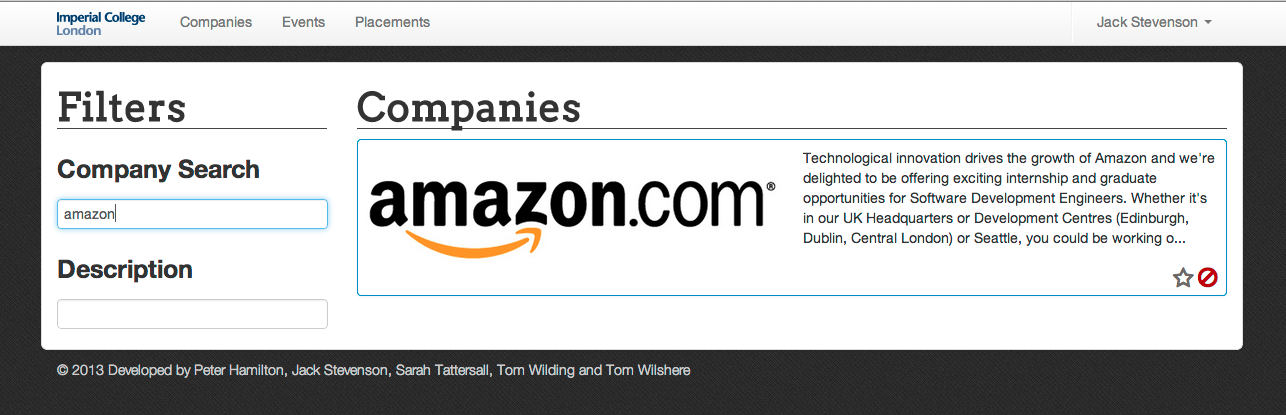 Imperial College
London
Companies
Events
Placements
Jack Stevenson
Filters
Company Search
amazon
Description
Companies
amazon.com®
Technological innovation drives the growth of Amazon and we're
delighted to be offering exciting internship and graduate
opportunities for Software Development Engineers. Whether it's
in our UK Headquarters or Development Centres (Edinburgh,
Dublin, Central London) or Seattle, you could be working o...
© 2013 Developed by Peter Hamilton, Jack Stevenson, Sarah Tattersall, Tom Wilding and Tom Wilshere